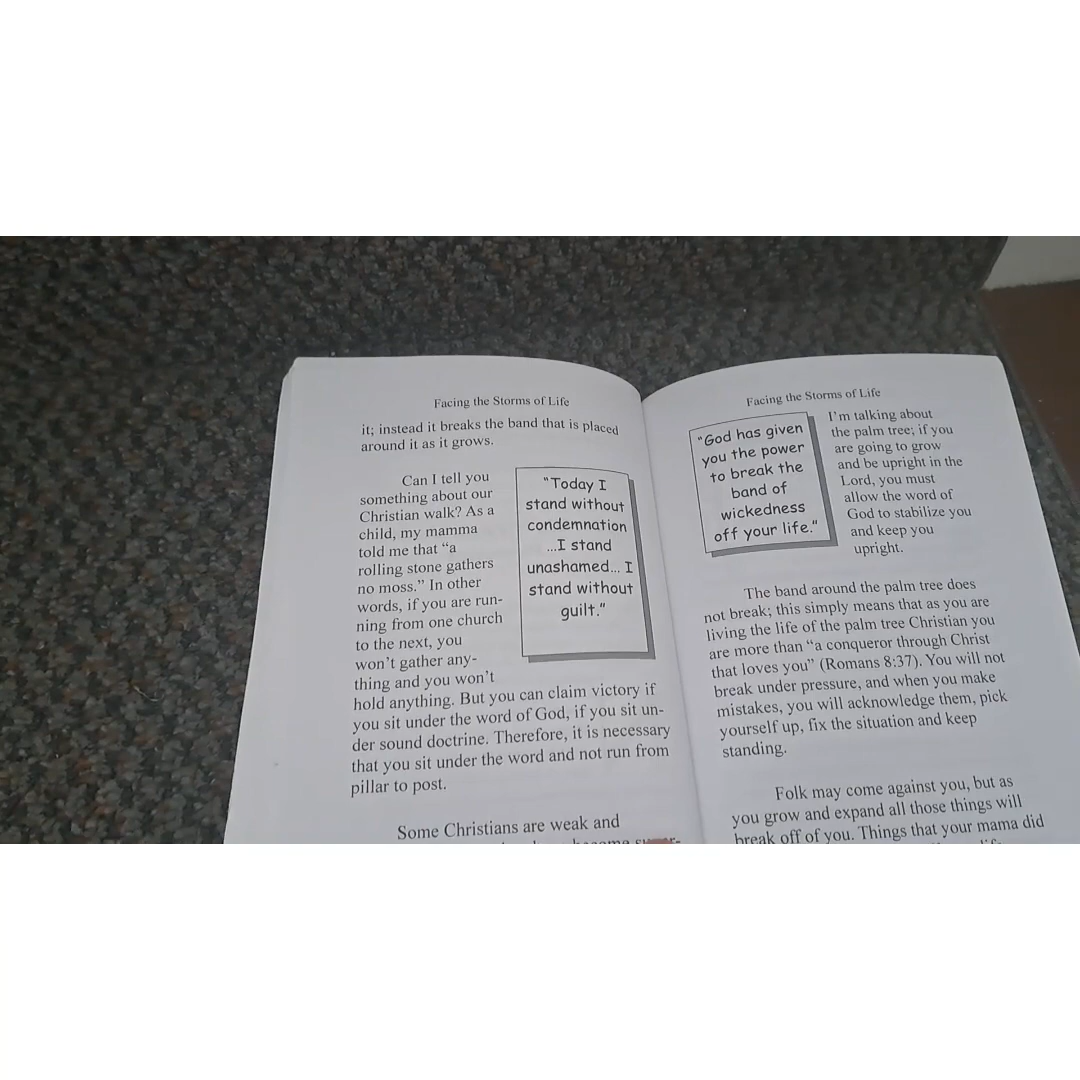 Facing the Storms of Life
it; instead it breaks the band that is placed
around it as it grows.
Can I tell you
something about our
Christian walk? As a
child, my mamma
told me that “a
rolling stone gathers
no moss.” In other
words, if you are run-
ning from one church
to the next, you
won’t gather any-
thing and you won’t
hold anything. But you can claim victory if
you sit under the word of God, if you sit un-
der sound doctrine. Therefore, it is necessary
that you sit under the word and not run from
pillar to post.
"Today I
stand without
condemnation
...I stand
unashamed... I
stand without
guilt."
Some Christians are weak and
become
Facing the Storms of Life
"God has given
you the power
to break the
band of
wickedness
off your life."
I’m talking about
the palm tree; if you
are going to grow
and be upright in the
Lord, you must
allow the word of
God to stabilize you
and keep you
upright.
The band around the palm tree does
not break; this simply means that as you are
living the life of the palm tree Christian you
are more than “a conqueror through Christ
that loves you” (Romans 8:37). You will not
break under pressure, and when you make
mistakes, you will acknowledge them, pick
yourself up, fix the situation and keep
standing.
Folk may come against you, but as
you grow and expand all those things will
break off of you. Things that your mama did